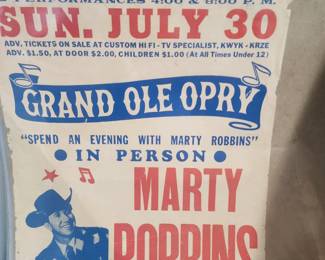 PERFORMANCES 4:00 & 8:00 P. M.
SUN. JULY 30
ADV. TICKETS ON SALE AT CUSTOM HI FI - TV SPECIALIST, KWYK - KRZE
ADV. $1.50, AT DOOR $2.00, CHILDREN $1.00 (At All Times Under 12)
GRAND OLE OPRY
"SPEND AN EVENING WITH MARTY ROBBINS"
• IN PERSON •
MARTY
ROBBINS